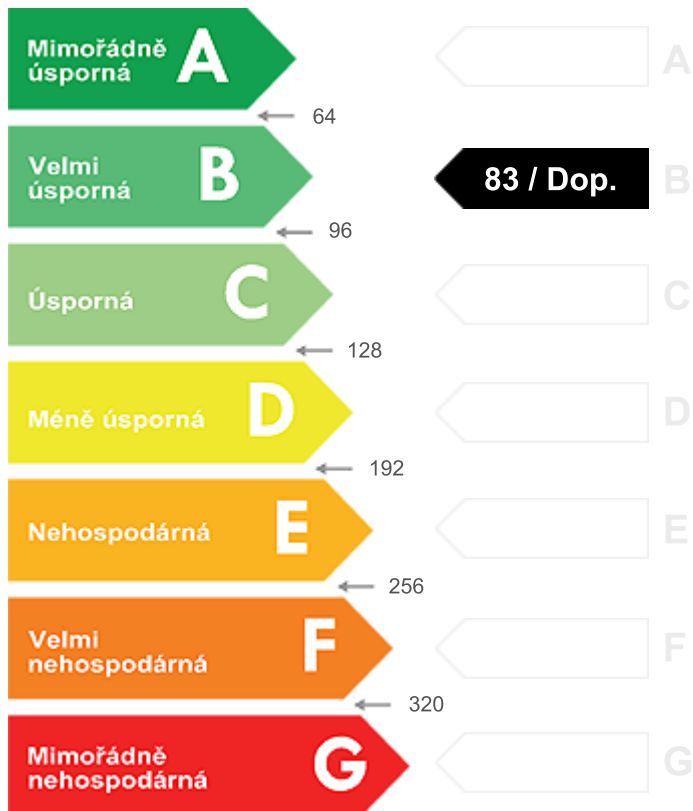 Mimořádně
úsporná
A
A
64
Velmi
úsporná
B
83 / Dop.
B
96
Úsporná
C
C
128
Méně úsporná
D
D
192
Nehospodárná
E
E
256
Velmi
nehospodárná
F
F
320
Mimořádně
nehospodárná
G
G